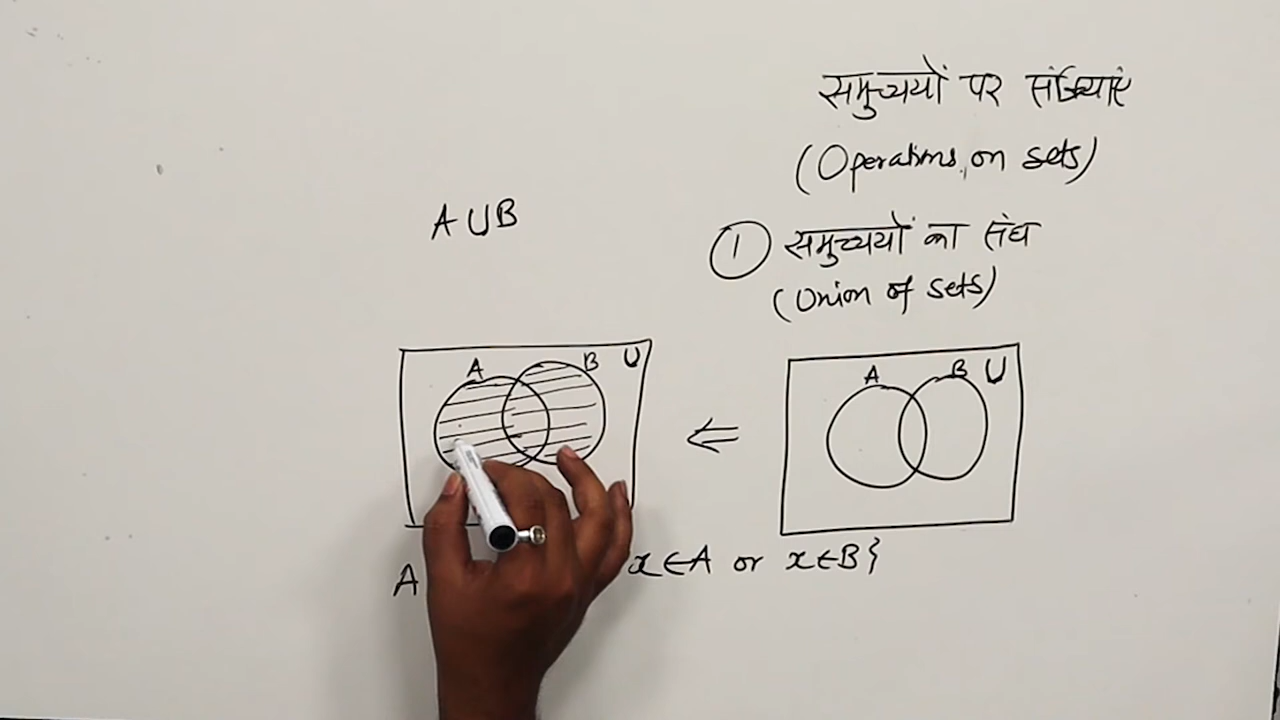 समुच्चयों पर संक्रियाएं
(Operations on sets)
A ∪ B
① समुच्चयों का संघ
(Union of sets)
A B U
A B U
⇐
A
x ∈ A or x ∈ B}